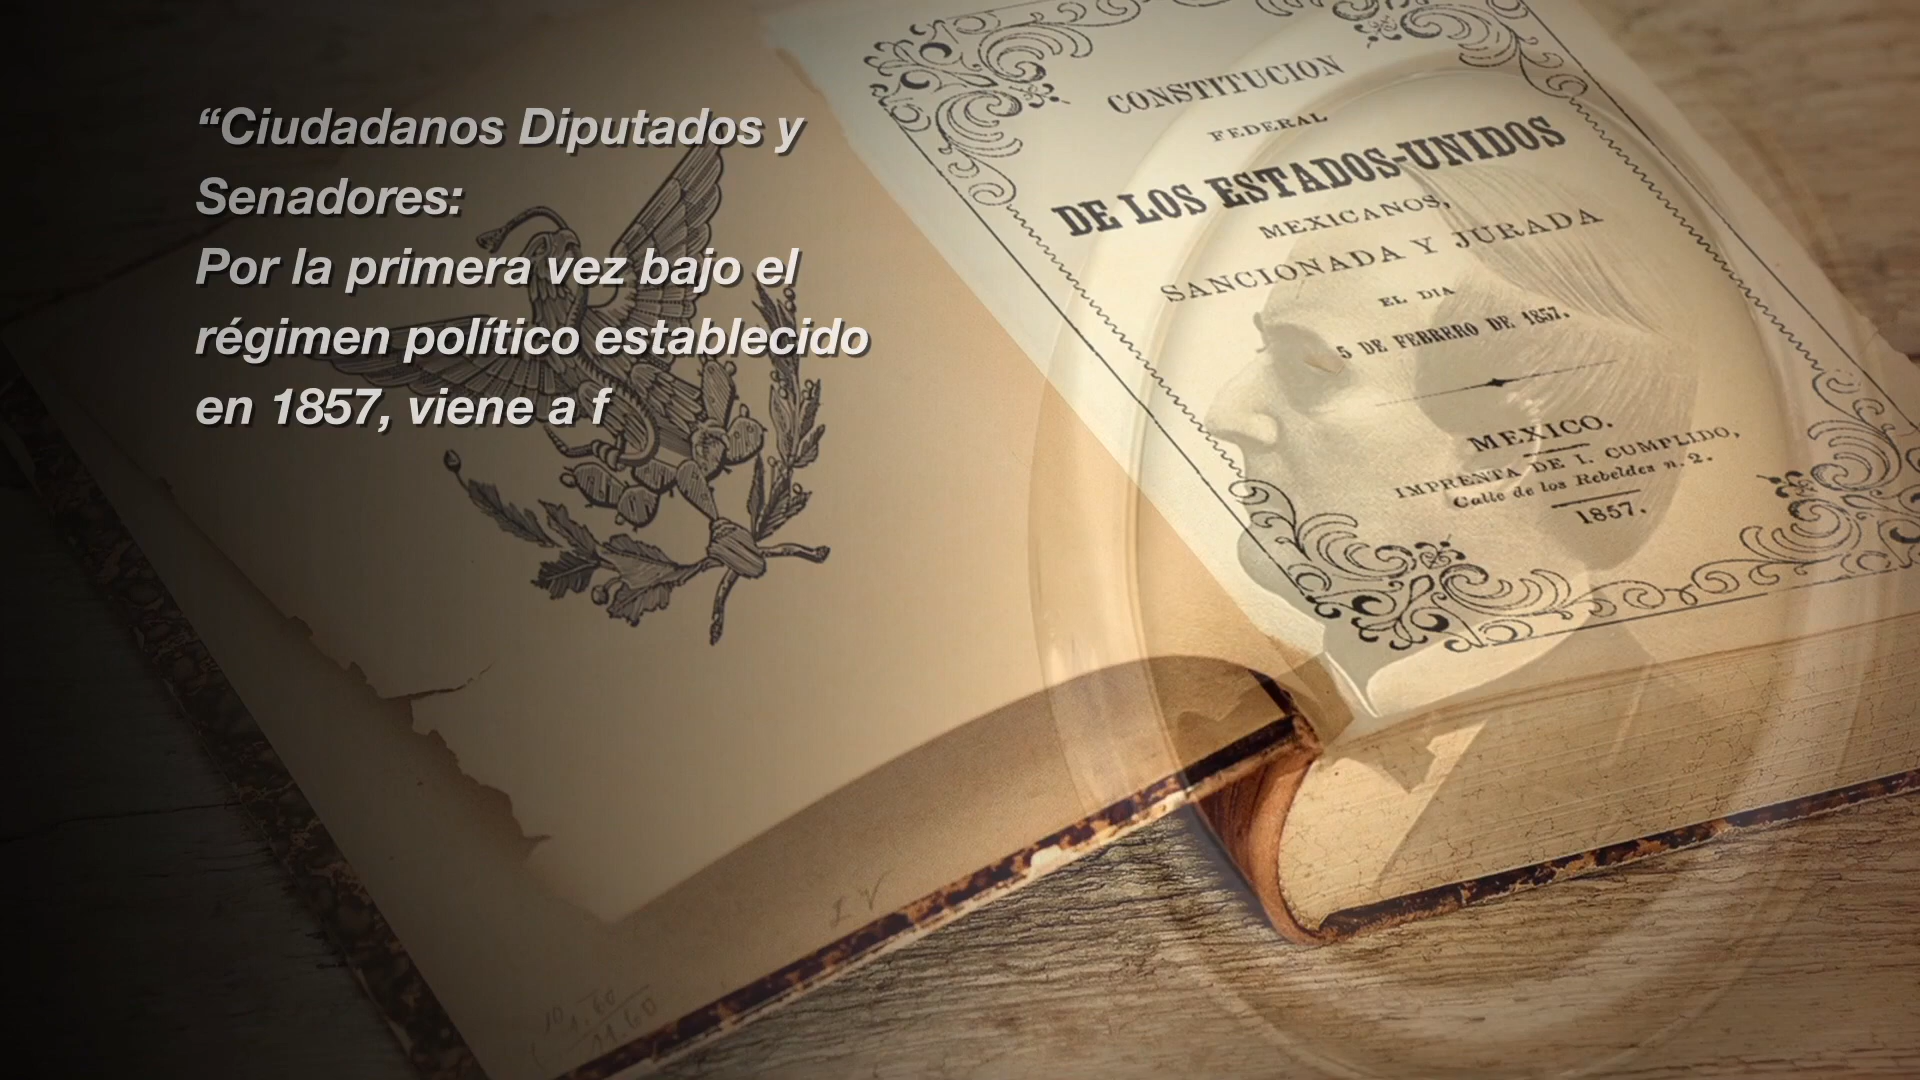 “Ciudadanos Diputados y
Senadores:
Por la primera vez bajo el
régimen político establecido
en 1857, viene a f
CONSTITUCION
FEDERAL
DE LOS ESTADOS-UNIDOS
MEXICANOS,
SANCIONADA Y JURADA
EL DIA
5 DE FEBRERO DE 1857.
MEXICO.
IMPRENTA DE I. CUMPLIDO,
Calle de los Rebeldes n. 2.
1857.